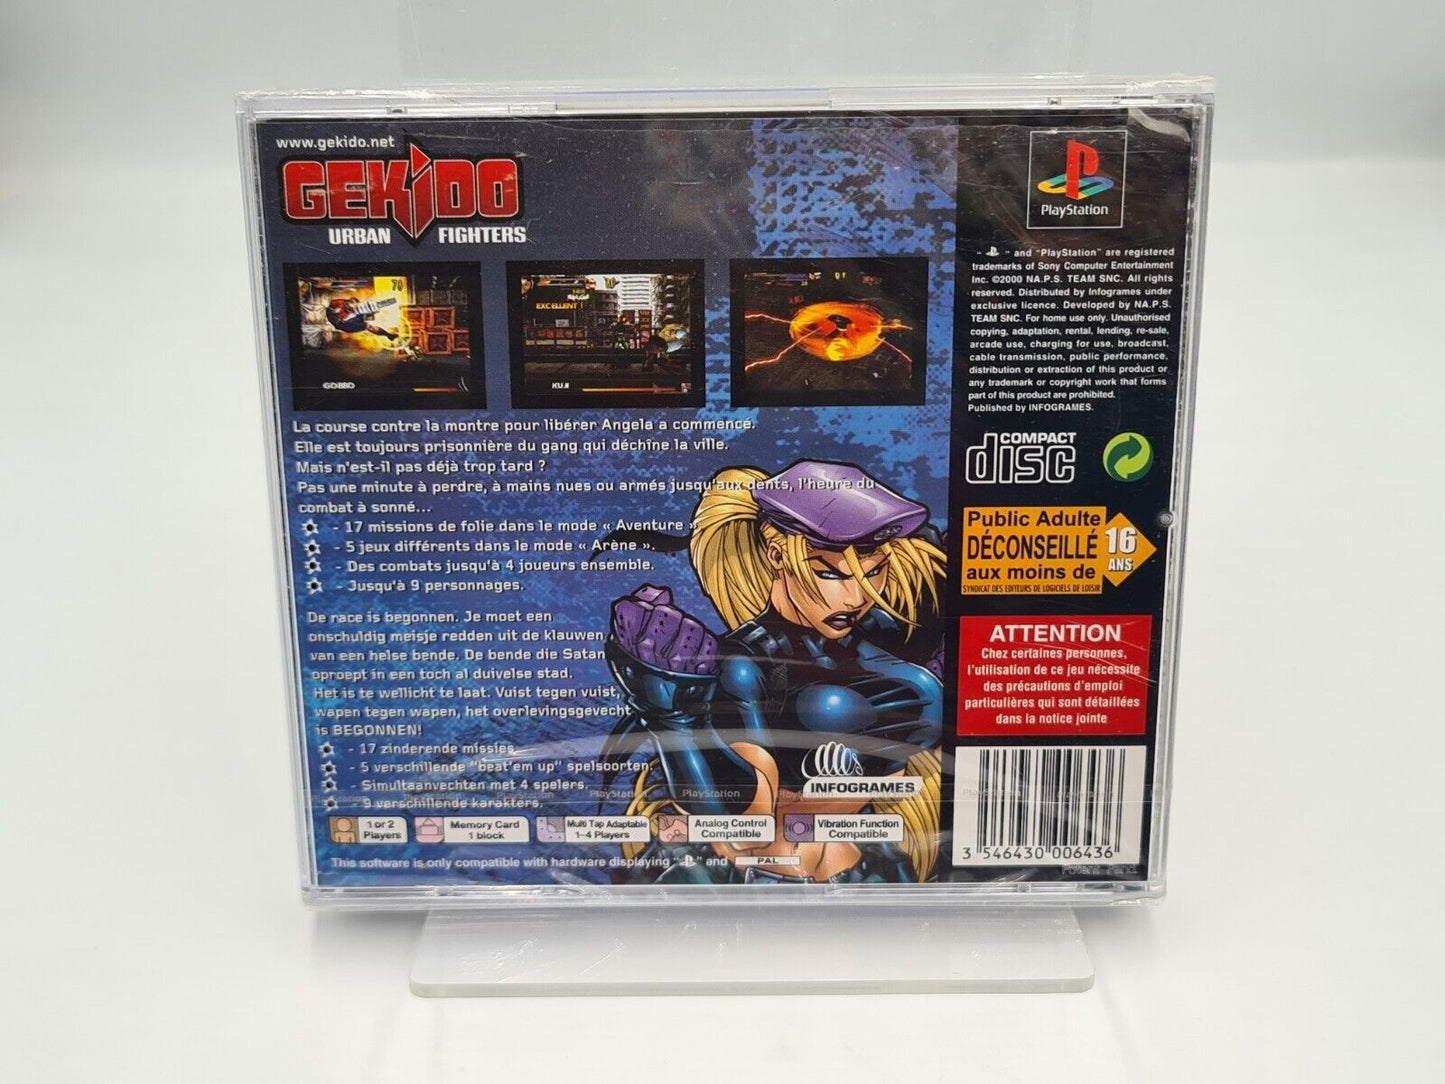 www.gekido.net
GEKIDO
URBAN FIGHTERS
70
GOBBO
EXCELLENT !
KUJI
La course contre la montre pour libérer Angela a commencé.
Elle est toujours prisonnière du gang qui déchîne la ville.
Mais n'est-il pas déjà trop tard ?
Pas une minute à perdre, à mains nues ou armés jusqu'aux dents, l'heure du
combat à sonné...
- 17 missions de folie dans le mode « Aventure ».
- 5 jeux différents dans le mode « Arène ».
- Des combats jusqu'à 4 joueurs ensemble.
- Jusqu'à 9 personnages.
De race is begonnen. Je moet een
onschuldig meisje redden uit de klauwen
van een helse bende. De bende die Satan
oproept in een toch al duivelse stad.
Het is te wellicht te laat. Vuist tegen vuist,
wapen tegen wapen, het overlevingsgevecht
is BEGONNEN!
- 17 zinderende missies.
- 5 verschillende "beat'em up" spelsoorten.
- Simultaanvechten met 4 spelers.
- 9 verschillende karakters.
INFOGRAMES
1 or 2
Players
Memory Card
1 block
Multi Tap Adaptable
1-4 Players
Analog Control
Compatible
Vibration Function
Compatible
This software is only compatible with hardware displaying " " and PAL
PlayStation
" " and "PlayStation" are registered
trademarks of Sony Computer Entertainment
Inc. ©2000 NA.P.S. TEAM SNC. All rights
reserved. Distributed by Infogrames under
exclusive licence. Developed by NA.P.S.
TEAM SNC. For home use only. Unauthorised
copying, adaptation, rental, lending, re-sale,
arcade use, charging for use, broadcast,
cable transmission, public performance,
distribution or extraction of this product or
any trademark or copyright work that forms
part of this product are prohibited.
Published by INFOGRAMES.
COMPACT
disc
Public Adulte
DÉCONSEILLÉ
aux moins de
16
ANS
SYNDICAT DES EDITEURS DE LOGICIELS DE LOISIR
ATTENTION
Chez certaines personnes,
l'utilisation de ce jeu nécessite
des précautions d'emploi
particulières qui sont détaillées
dans la notice jointe
3 546430 006436
PlayStation PlayStation PlayStation
Patent Pend.